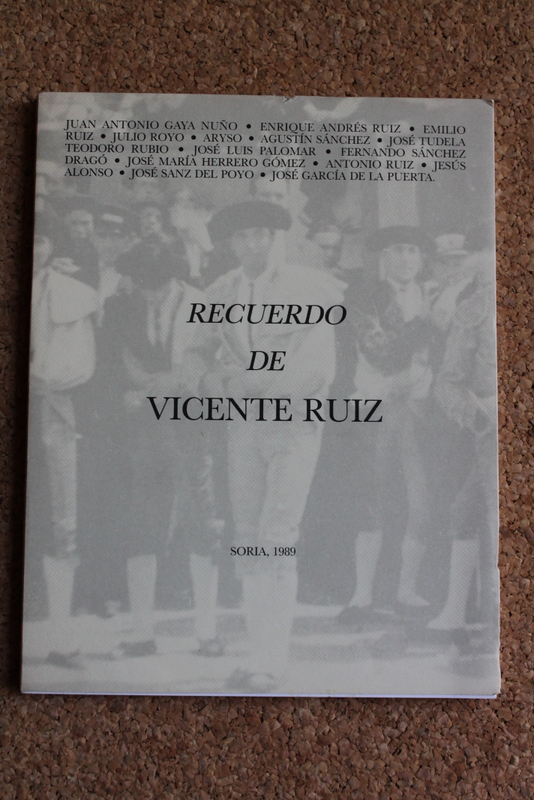 JUAN ANTONIO GAYA NUÑO • ENRIQUE ANDRÉS RUIZ • EMILIO
RUIZ • JULIO ROYO • ARYSO • AGUSTÍN SÁNCHEZ • JOSÉ TUDELA
TEODORO RUBIO • JOSÉ LUIS PALOMAR • FERNANDO SÁNCHEZ
DRAGÓ • JOSÉ MARÍA HERRERO GÓMEZ • ANTONIO RUIZ • JESÚS
ALONSO • JOSÉ SANZ DEL POYO • JOSÉ GARCÍA DE LA PUERTA.
RECUERDO
DE
VICENTE RUIZ
SORIA, 1989